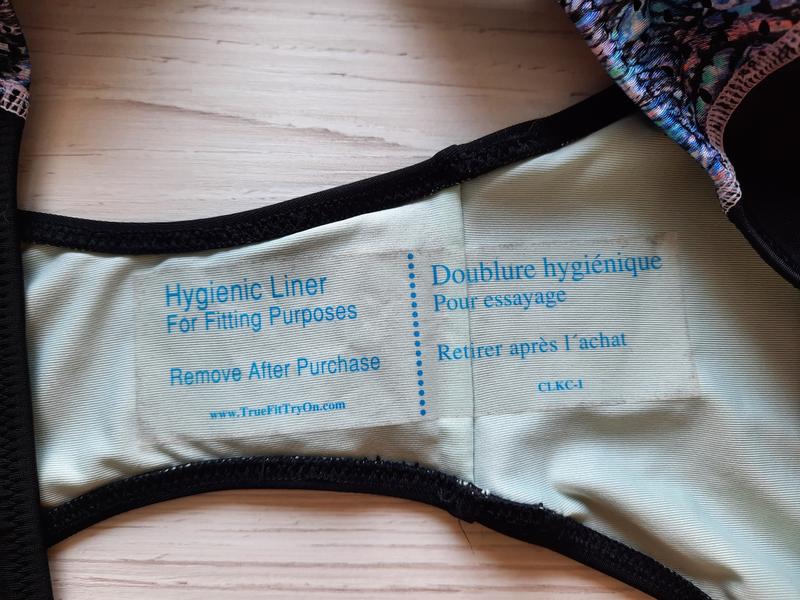 Hygienic Liner
For Fitting Purposes
Remove After Purchase
www.TrueFitTryOn.com
Doublure hygiénique
Pour essayage
Retirer après l´achat
CLKC-1